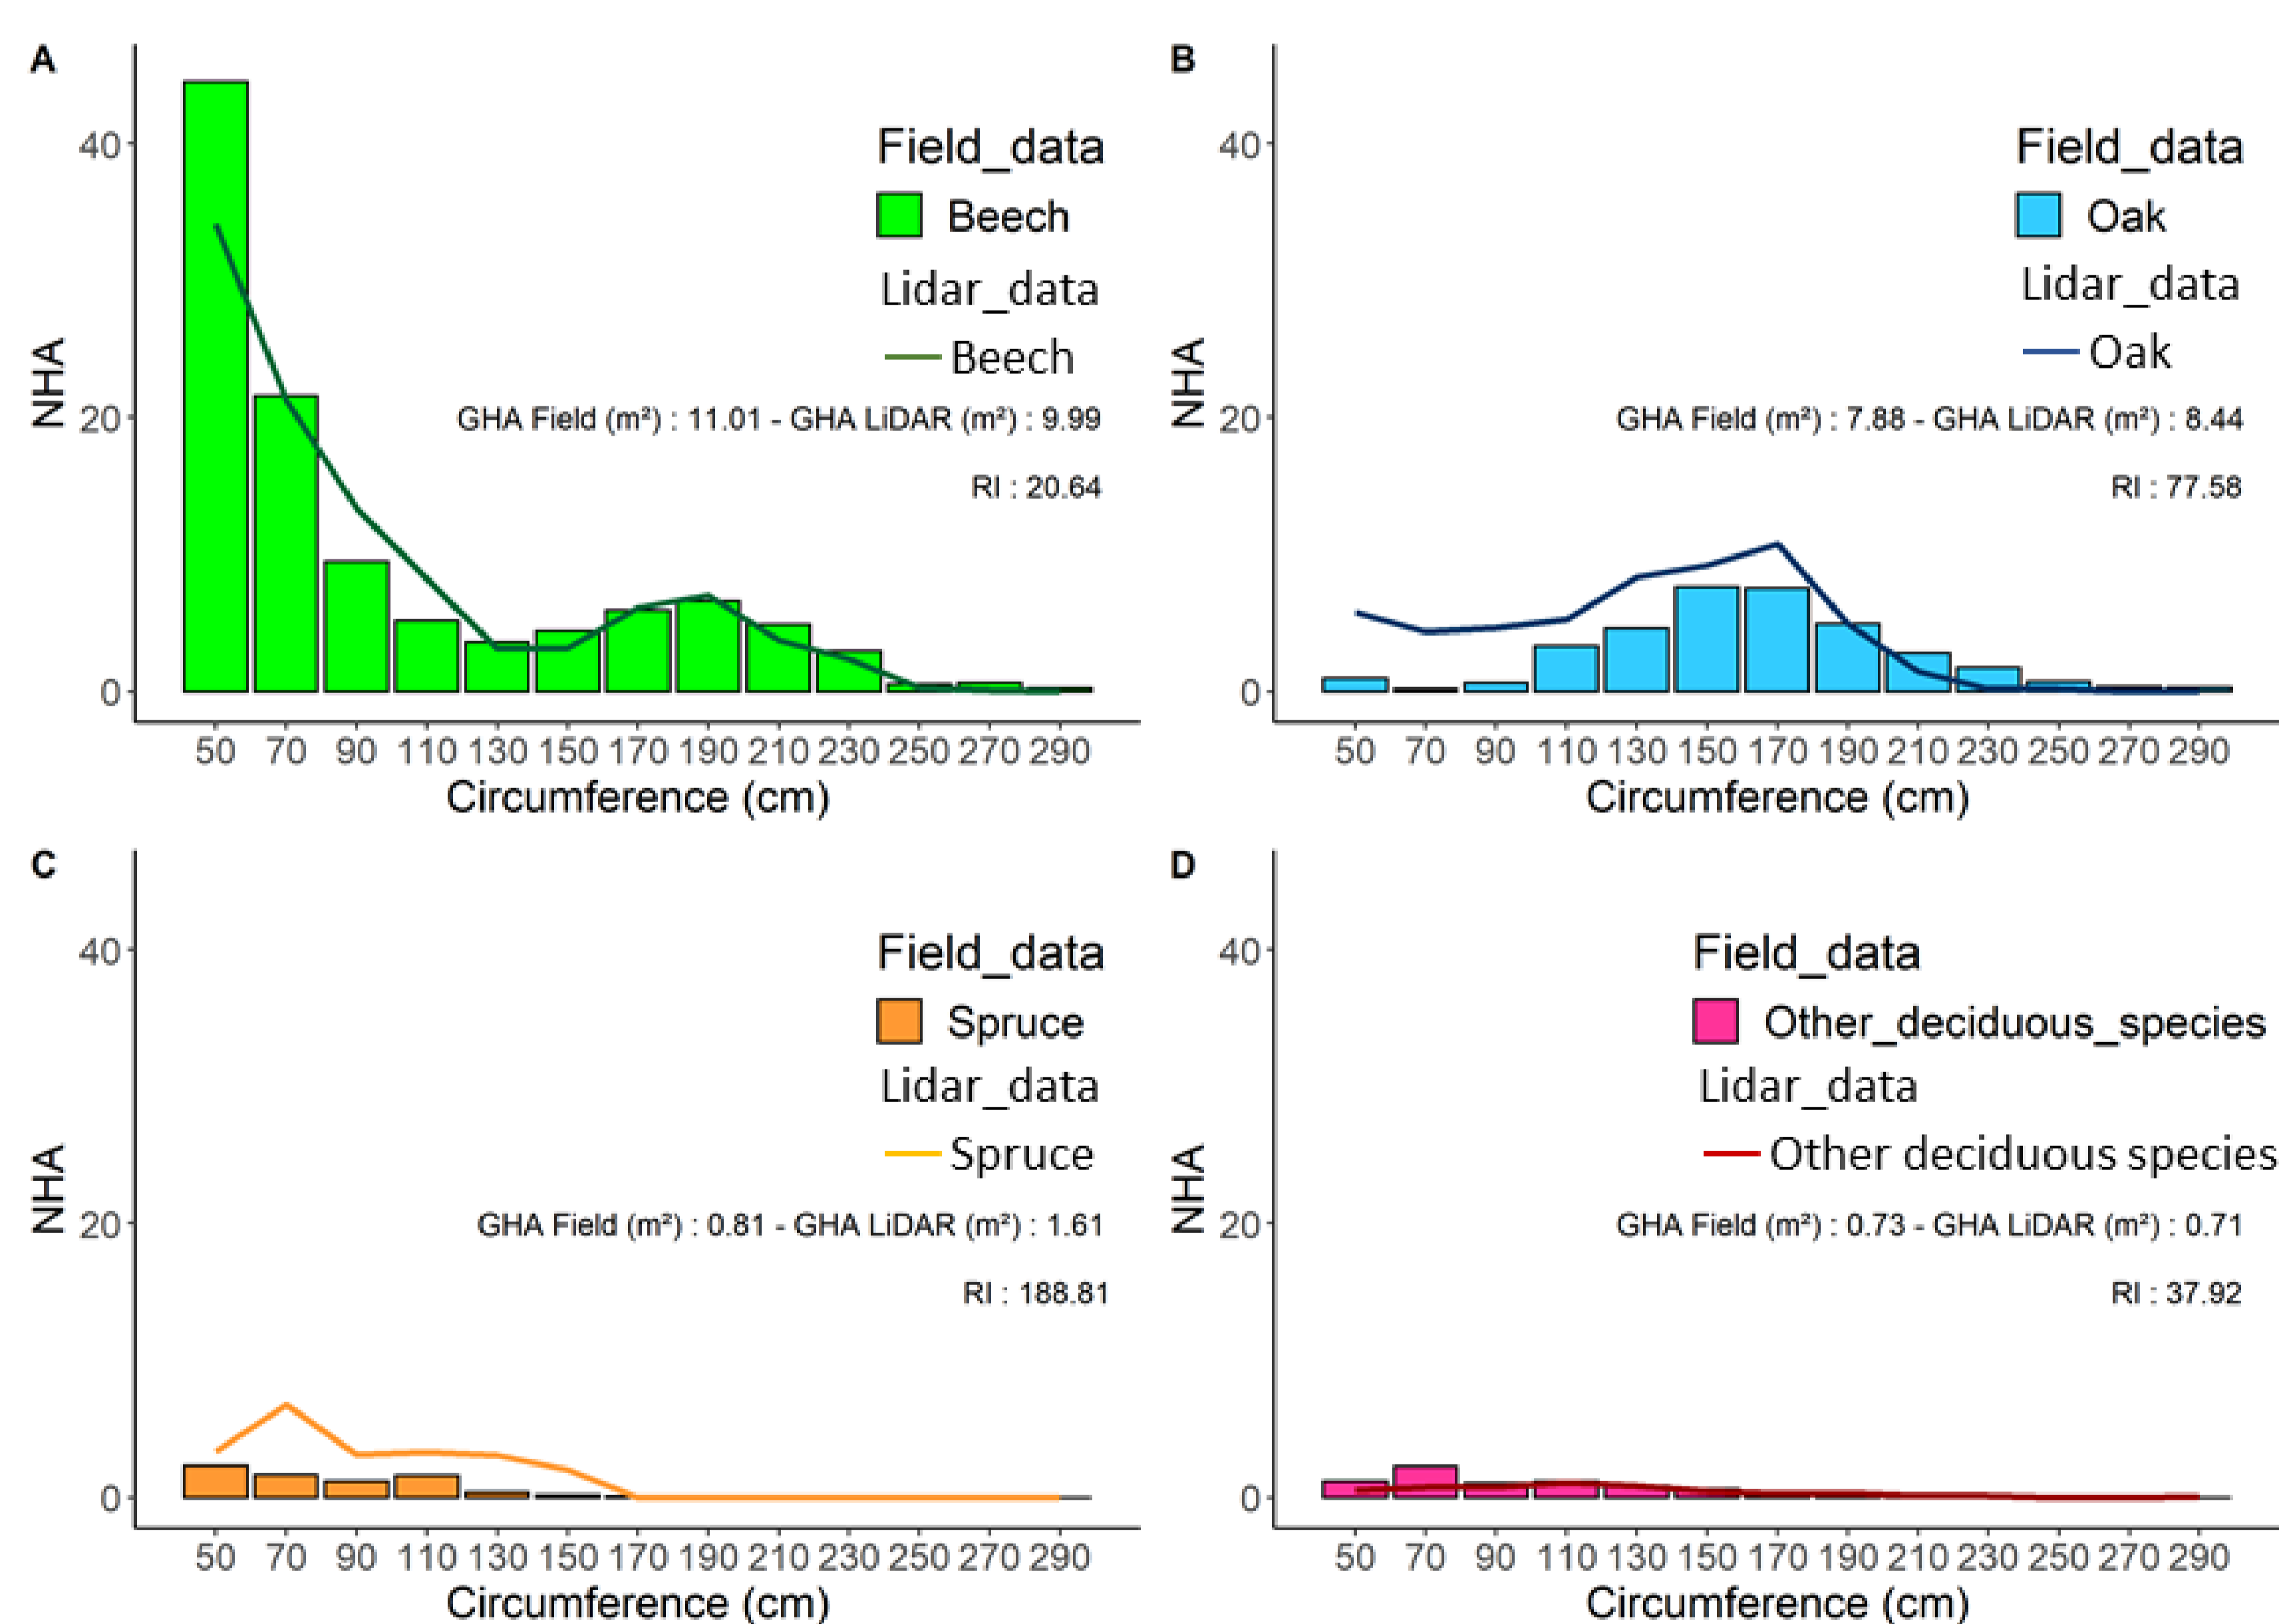 A
40
20
0
NHA
Field_data
Beech
Lidar_data
Beech
GHA Field (m²) : 11.01 - GHA LiDAR (m²) : 9.99
RI : 20.64
50 70 90 110 130 150 170 190 210 230 250 270 290
Circumference (cm)
B
40
20
0
NHA
Field_data
Oak
Lidar_data
Oak
GHA Field (m²) : 7.88 - GHA LiDAR (m²) : 8.44
RI : 77.58
50 70 90 110 130 150 170 190 210 230 250 270 290
Circumference (cm)
C
40
20
0
NHA
Field_data
Spruce
Lidar_data
Spruce
GHA Field (m²) : 0.81 - GHA LiDAR (m²) : 1.61
RI : 188.81
50 70 90 110 130 150 170 190 210 230 250 270 290
Circumference (cm)
D
40
20
0
NHA
Field_data
Other_deciduous_species
Lidar_data
Other deciduous species
GHA Field (m²) : 0.73 - GHA LiDAR (m²) : 0.71
RI : 37.92
50 70 90 110 130 150 170 190 210 230 250 270 290
Circumference (cm)